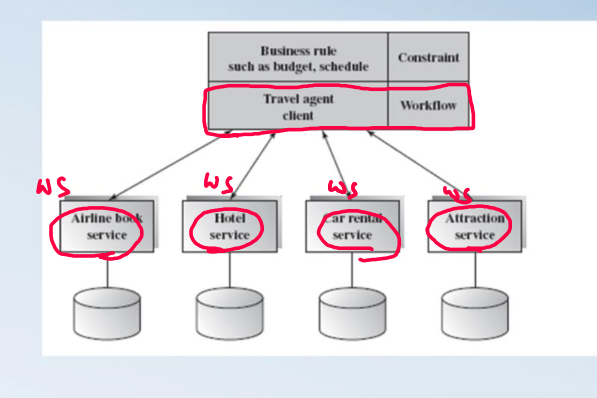 Business rule
such as budget, schedule
Constraint
Travel agent
client
Workflow
WS
WS
WS
WS
Airline book
service
Hotel
service
Car rental
service
Attraction
service